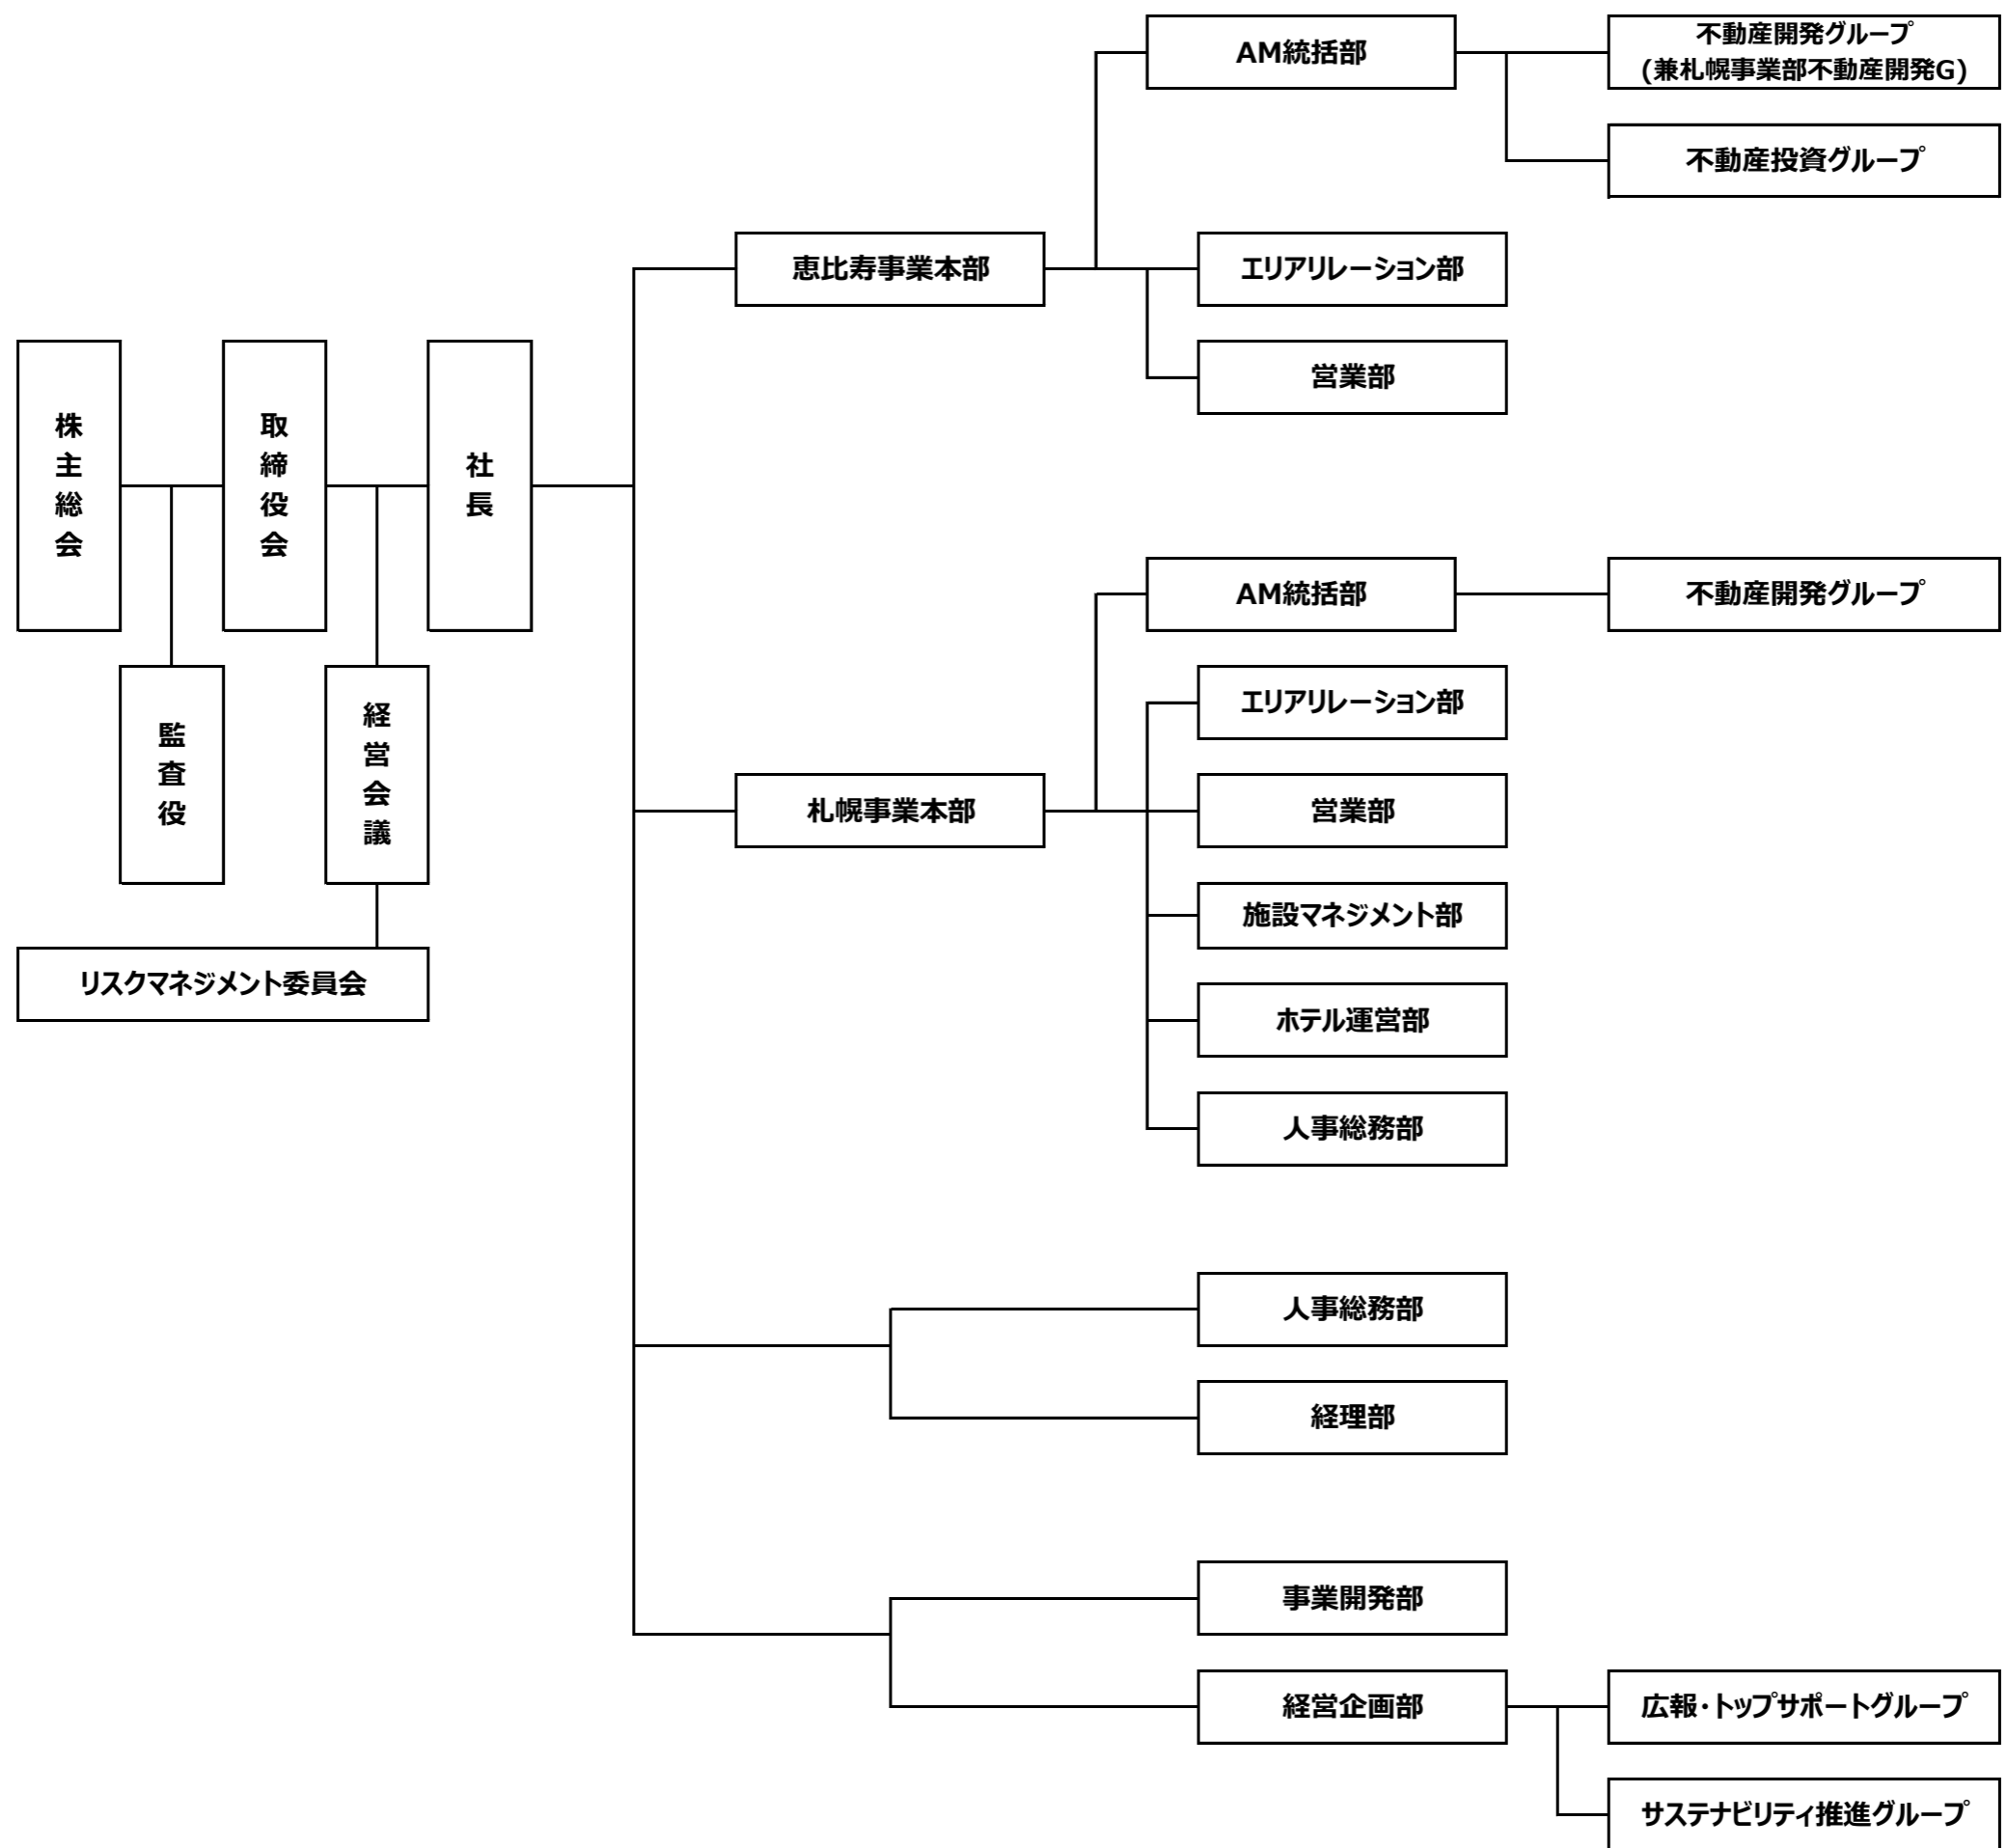 株主総会
取締役会
社長
監査役
経営会議
リスクマネジメント委員会
恵比寿事業本部
AM統括部
不動産開発グループ
(兼札幌事業部不動産開発G)
不動産投資グループ
エリアリレーション部
営業部
札幌事業本部
AM統括部
不動産開発グループ
エリアリレーション部
営業部
施設マネジメント部
ホテル運営部
人事総務部
人事総務部
経理部
事業開発部
経営企画部
広報・トップサポートグループ
サステナビリティ推進グループ